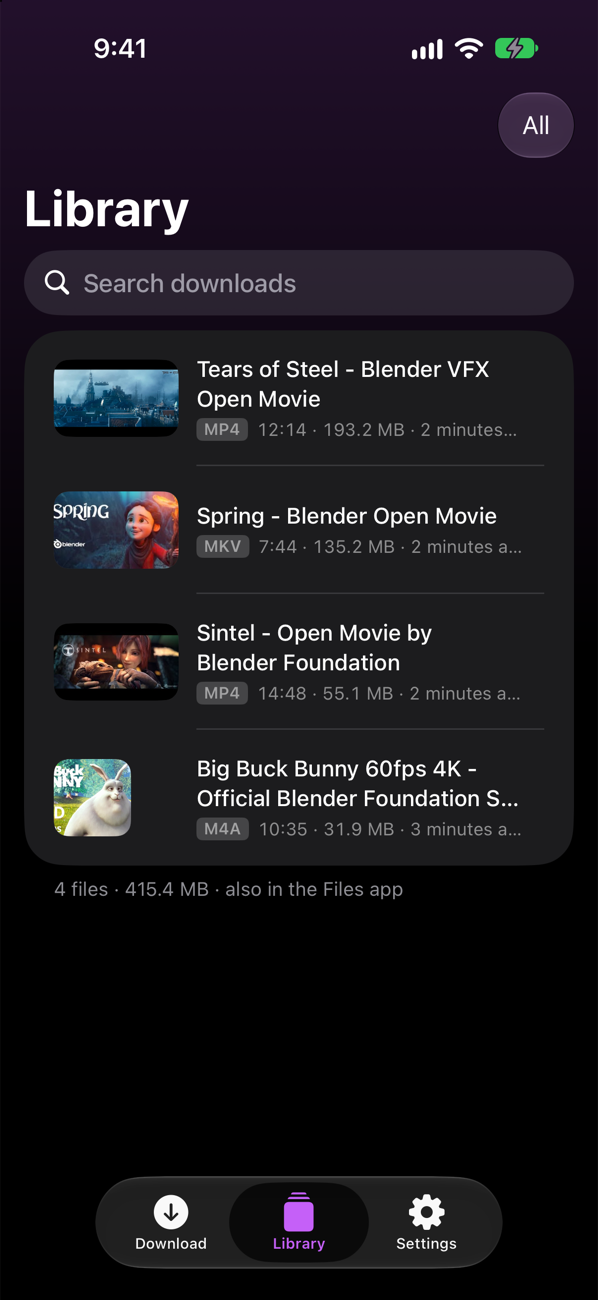 9:41
All
Library
Search downloads
Tears of Steel - Blender VFX
Open Movie
MP4 12:14 · 193.2 MB · 2 minutes...
SPRING
blender
Spring - Blender Open Movie
MKV 7:44 · 135.2 MB · 2 minutes a...
SINTEL
Sintel - Open Movie by
Blender Foundation
MP4 14:48 · 55.1 MB · 2 minutes a...
Big Buck Bunny 60fps 4K -
Official Blender Foundation S...
M4A 10:35 · 31.9 MB · 3 minutes a...
4 files · 415.4 MB · also in the Files app
Download
Library
Settings